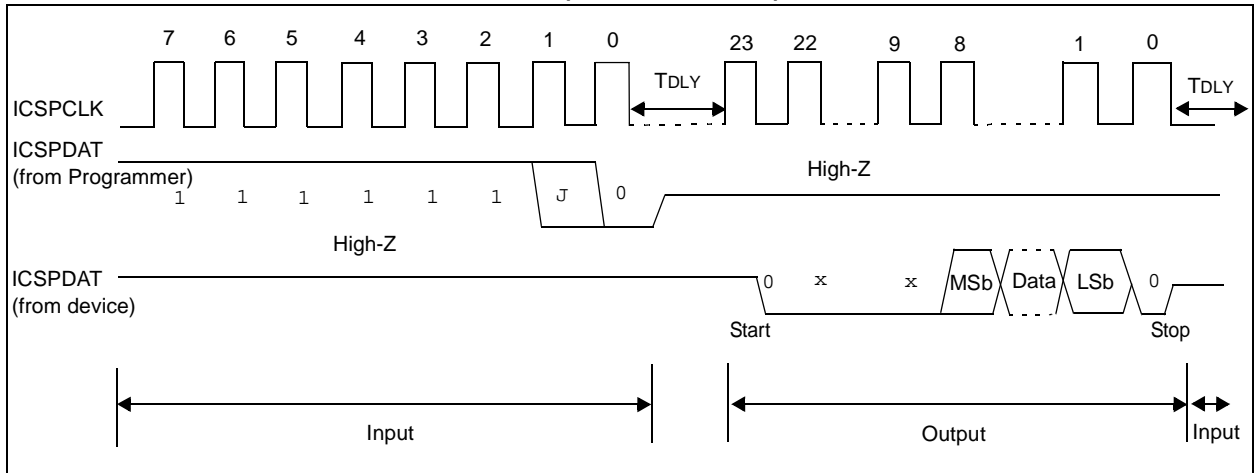 7 6 5 4 3 2 1 0 23 22 9 8 1 0
TDLY TDLY
ICSPCLK
ICSPDAT
(from Programmer)
High-Z
1 1 1 1 1 1 J 0
High-Z
ICSPDAT
(from device)
0 x x MSb Data LSb 0
Start Stop
Input Output Input